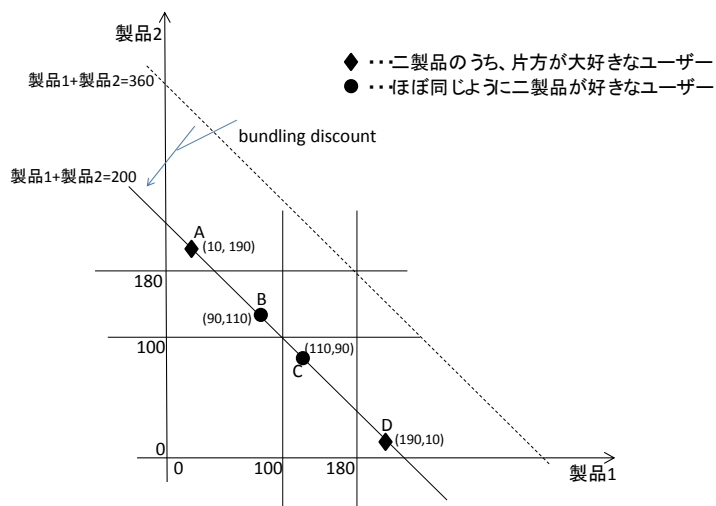 製品2
◆ ・・・二製品のうち、片方が大好きなユーザー
● ・・・ほぼ同じように二製品が好きなユーザー
製品1+製品2=360
bundling discount
製品1+製品2=200
A
(10, 190)
180
B
(90,110)
100
(110,90)
C
D
(190,10)
0
0
100
180
製品1